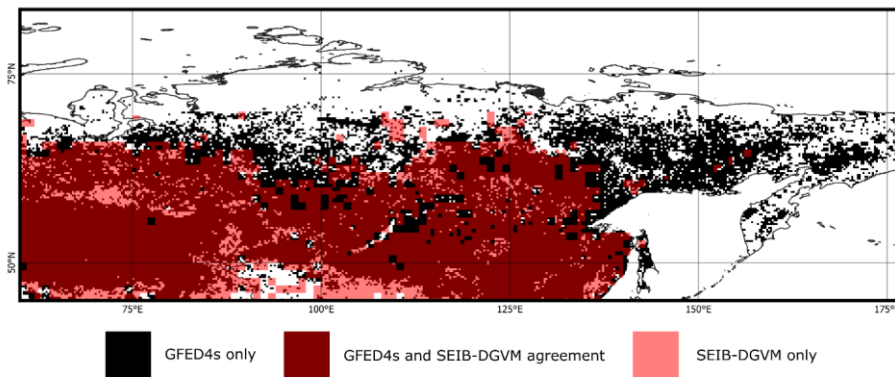 75°N
50°N
75°E
100°E
125°E
150°E
175°E
GFED4s only
GFED4s and SEIB-DGVM agreement
SEIB-DGVM only